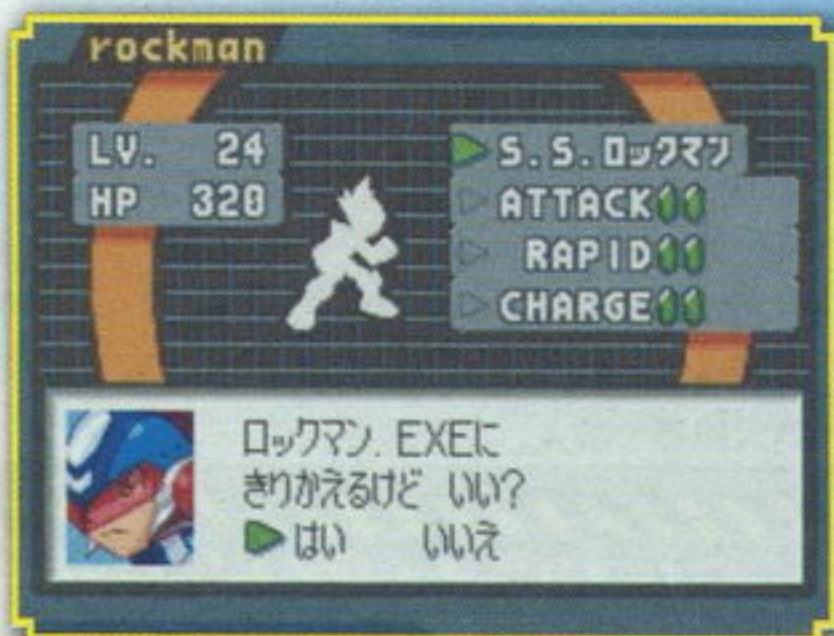 rockman
LV. 24
HP 320
S.S.ロックマン
ATTACK
RAPID
CHARGE
ロックマン.EXEに
きりかえるけど いい?
はい いいえ